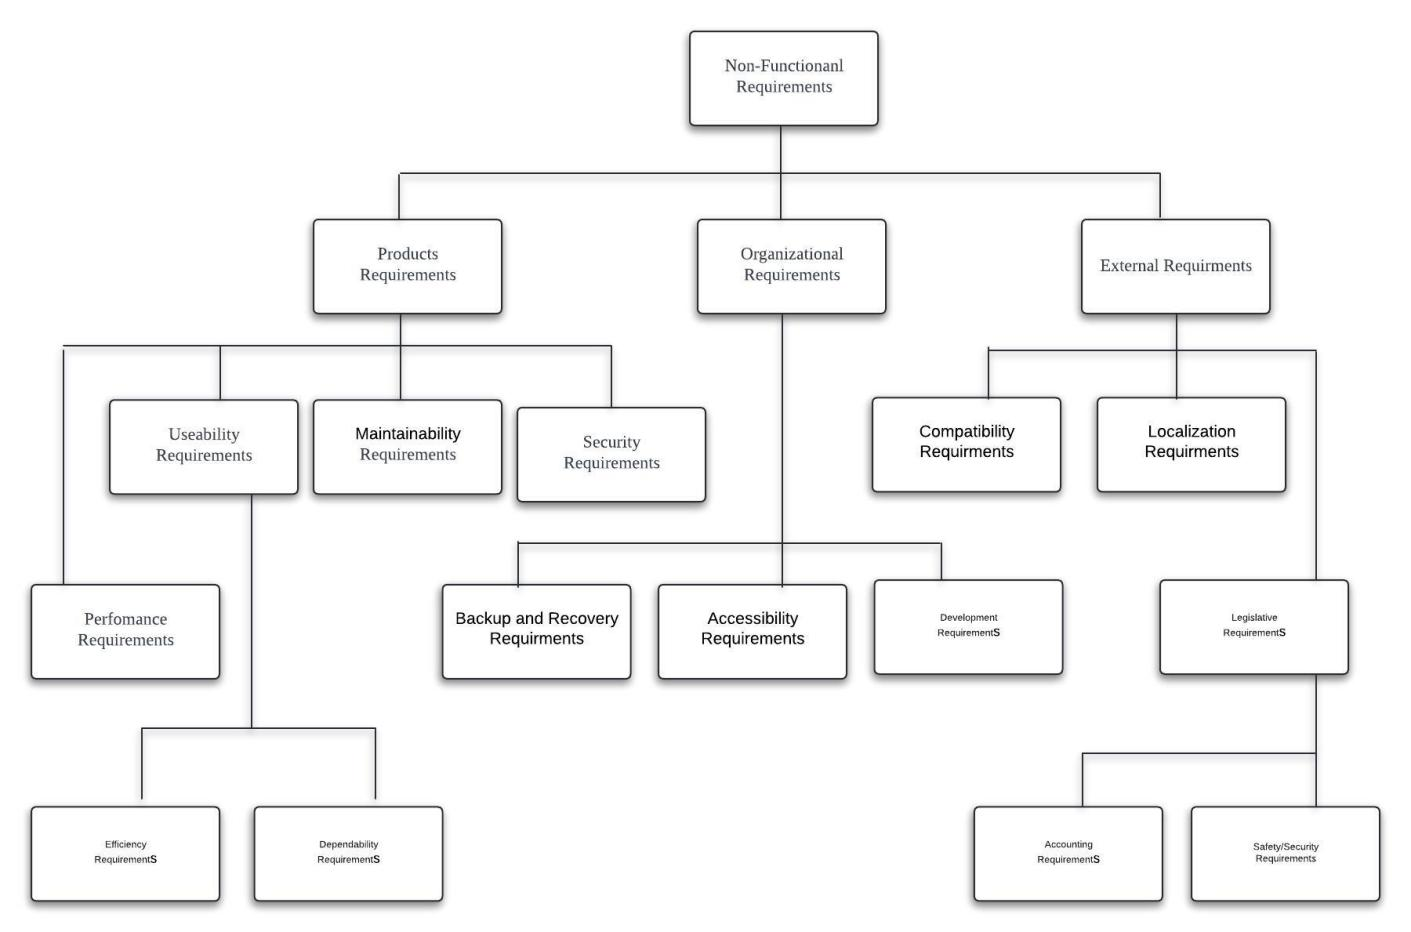 Non-Functionanl
Requirements
Products
Requirements
Organizational
Requirements
External Requirments
Useability
Requirements
Maintainability
Requirements
Security
Requirements
Compatibility
Requirments
Localization
Requirments
Perfomance
Requirements
Backup and Recovery
Requirments
Accessibility
Requirements
Development
RequirementS
Legislative
RequirementS
Efficiency
RequirementS
Dependability
RequirementS
Accounting
RequirementS
Safety/Security
Requirements